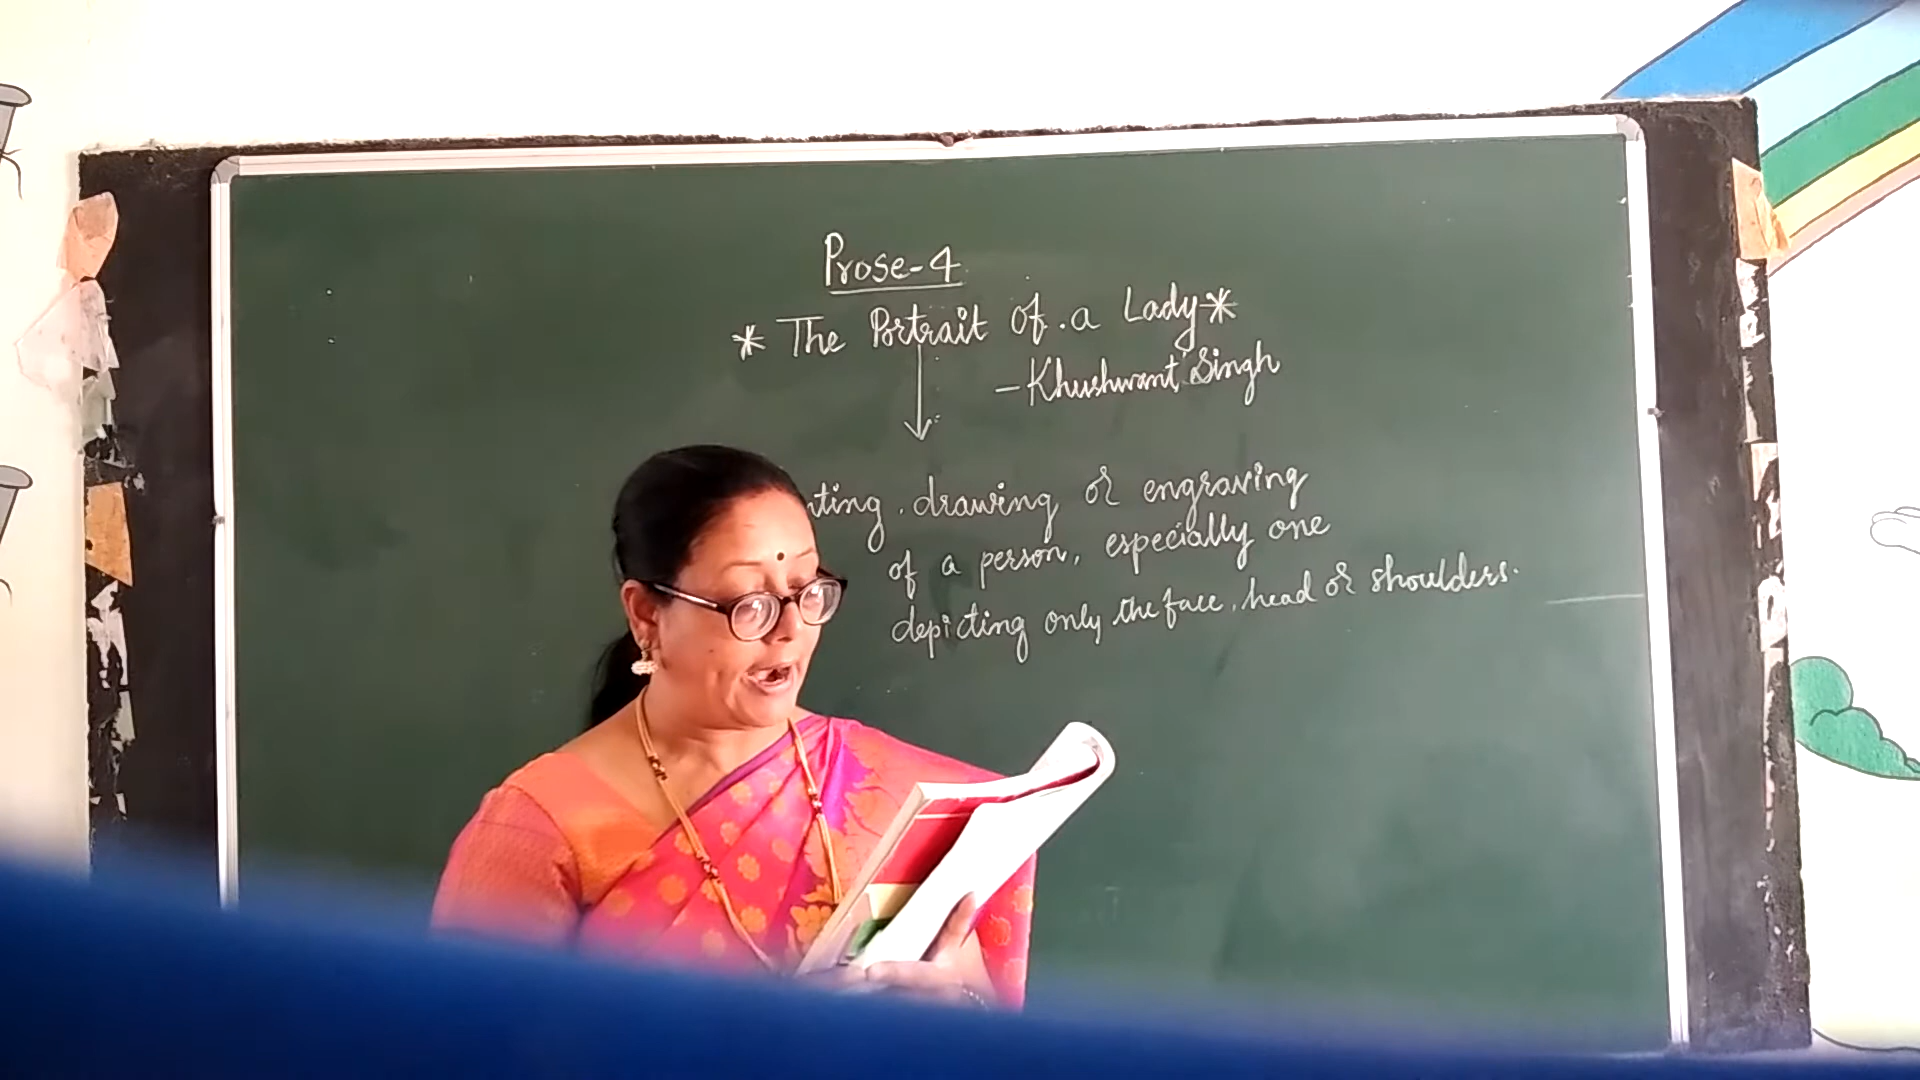 Prose-4
* The Portrait of a Lady *
- Khushwant Singh
nting, drawing or engraving
of a person, especially one
depicting only the face, head or shoulders.